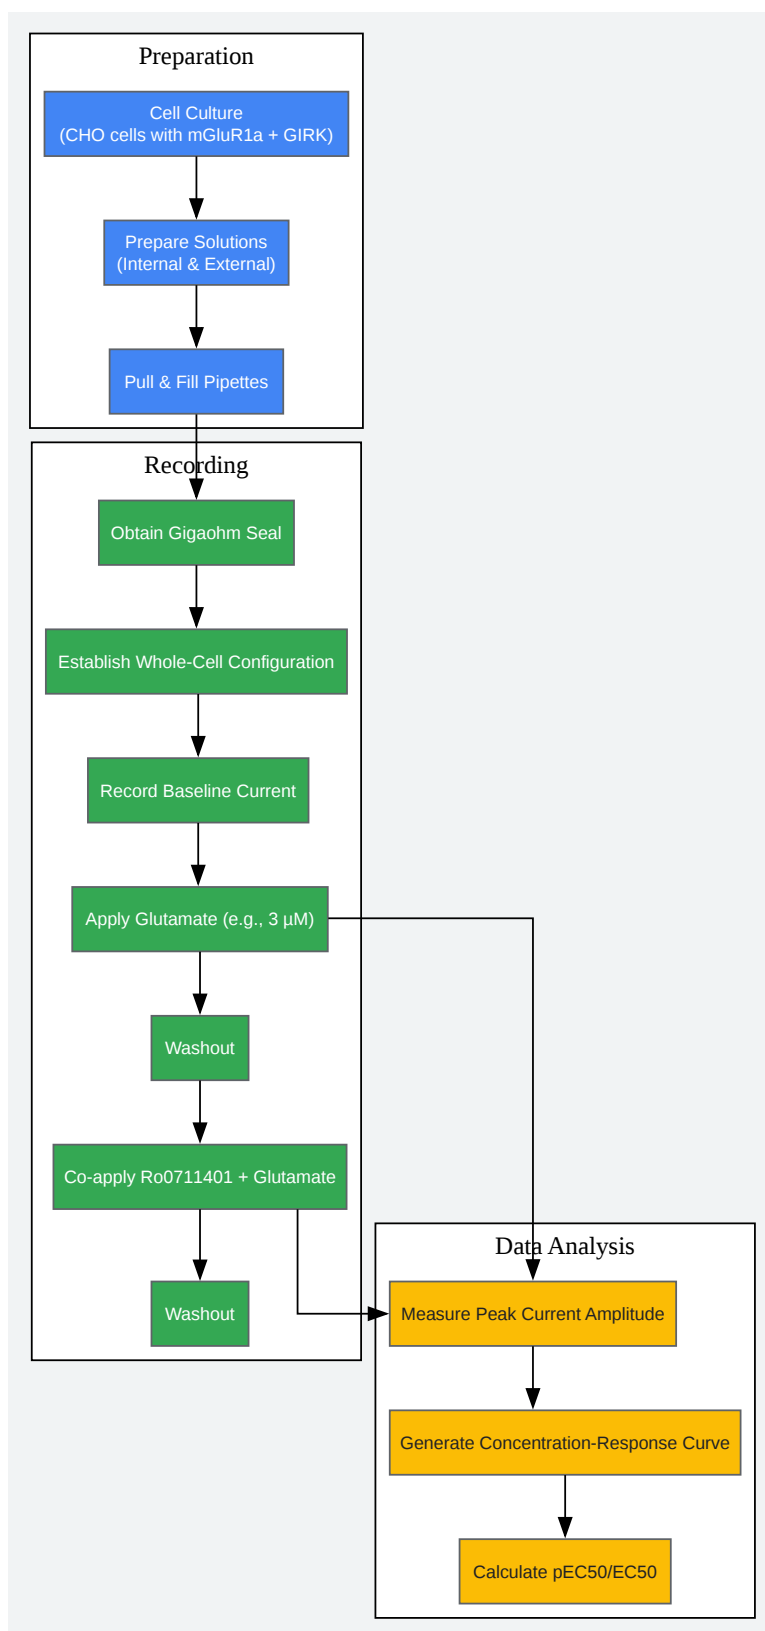 Preparation
Cell Culture
(CHO cells with mGluR1a + GIRK)
Prepare Solutions
(Internal & External)
Pull & Fill Pipettes
Recording
Obtain Gigaohm Seal
Establish Whole-Cell Configuration
Record Baseline Current
Apply Glutamate (e.g., 3 µM)
Washout
Co-apply Ro0711401 + Glutamate
Washout
Data Analysis
Measure Peak Current Amplitude
Generate Concentration-Response Curve
Calculate pEC50/EC50